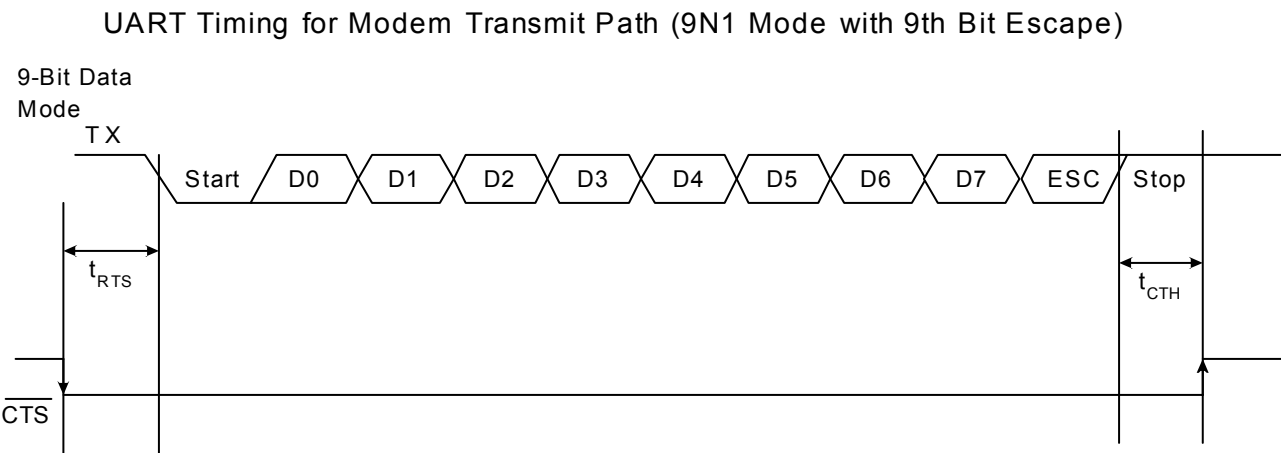 UART Timing for Modem Transmit Path (9N1 Mode with 9th Bit Escape)
9-Bit Data
Mode
TX
Start D0 D1 D2 D3 D4 D5 D6 D7 ESC Stop
tRTS
tCTH
CTS